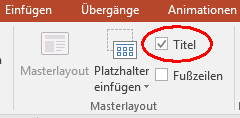 Einfügen Übergänge Animationen
Titel
Masterlayout Platzhalter einfügen
Fußzeilen
Masterlayout